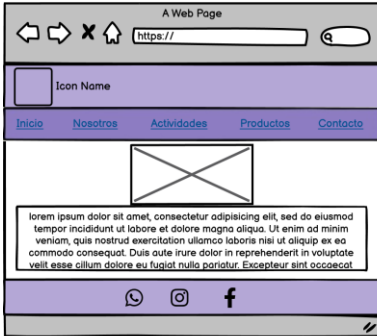 A Web Page
https://
Icon Name
Inicio Nosotros Actividades Productos Contacto
lorem ipsum dolor sit amet, consectetur adipisicing elit, sed do eiusmod
tempor incididunt ut labore et dolore magna aliqua. Ut enim ad minim
veniam, quis nostrud exercitation ullamco laboris nisi ut aliquip ex ea
commodo consequat. Duis aute irure dolor in reprehenderit in voluptate
velit esse cillum dolore eu fugiat nulla pariatur. Excepteur sint occaecat